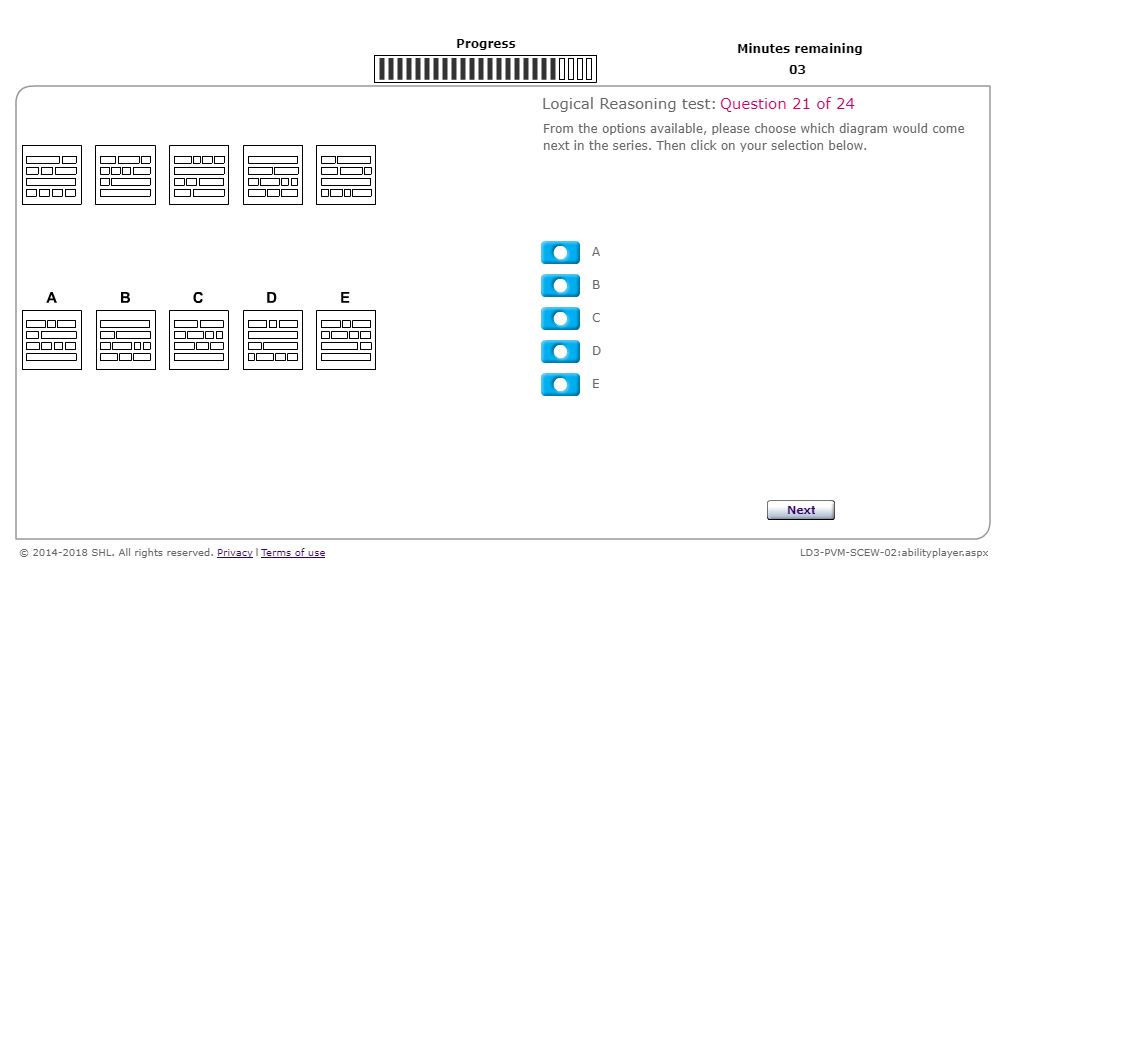 Progress
Minutes remaining
03
Logical Reasoning test: Question 21 of 24
From the options available, please choose which diagram would come
next in the series. Then click on your selection below.
A B C D E
A
B
C
D
E
Next
© 2014-2018 SHL. All rights reserved. Privacy | Terms of use
LD3-PVM-SCEW-02:abilityplayer.aspx